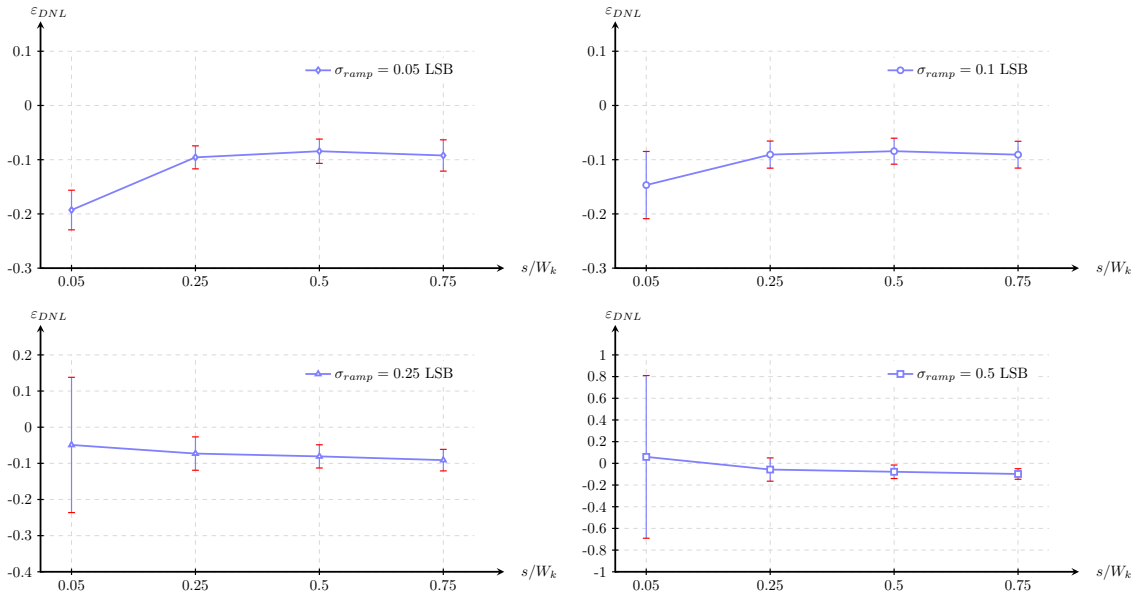 ε_DNL
0.1
σ_ramp = 0.05 LSB
0
-0.1
-0.2
-0.3
0.05 0.25 0.5 0.75
s/W_k
ε_DNL
0.1
σ_ramp = 0.1 LSB
0
-0.1
-0.2
-0.3
0.05 0.25 0.5 0.75
s/W_k
ε_DNL
0.2
σ_ramp = 0.25 LSB
0.1
0
-0.1
-0.2
-0.3
-0.4
0.05 0.25 0.5 0.75
s/W_k
ε_DNL
1
σ_ramp = 0.5 LSB
0.8
0.6
0.4
0.2
0
-0.2
-0.4
-0.6
-0.8
-1
0.05 0.25 0.5 0.75
s/W_k